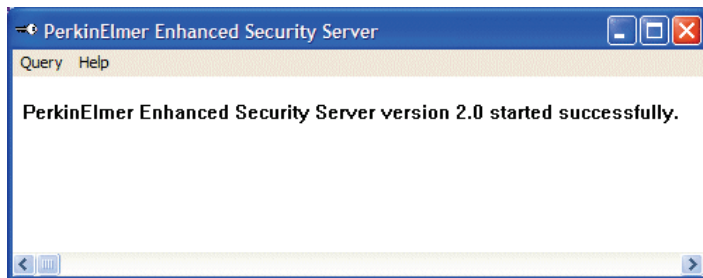 PerkinElmer Enhanced Security Server
Query Help
PerkinElmer Enhanced Security Server version 2.0 started successfully.